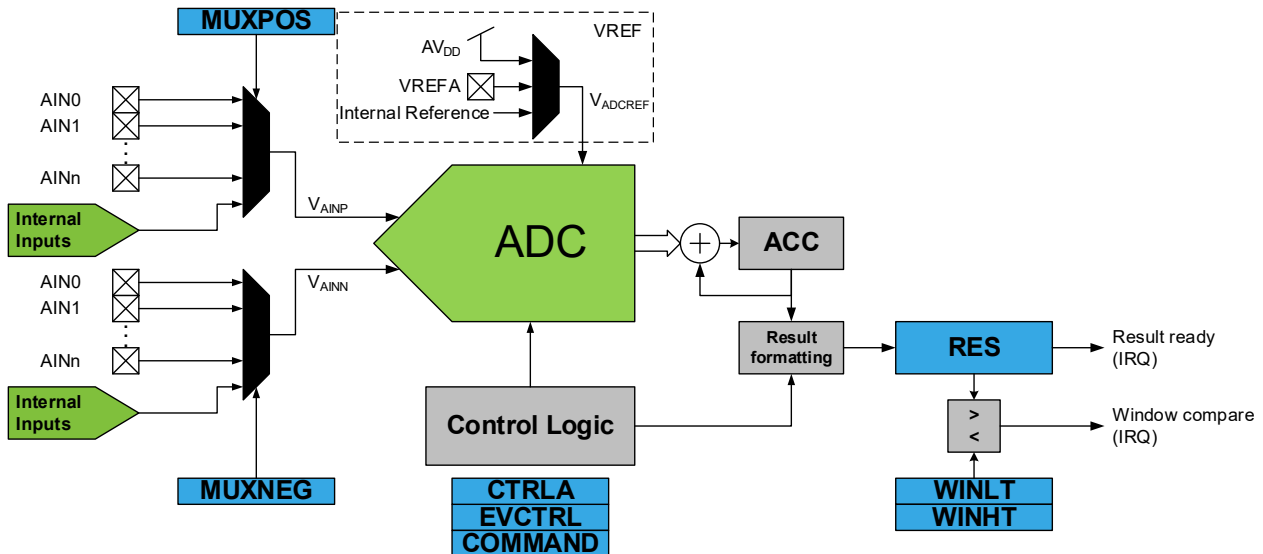 MUXPOS
VREF
AVDD
VREFA
Internal Reference
VADCREF
AIN0
AIN1
AINn
Internal
Inputs
VAINP
ADC
ACC
AIN0
AIN1
AINn
Internal
Inputs
VAINN
Result
formatting
RES
Result ready
(IRQ)
Control Logic
>
<
Window compare
(IRQ)
MUXNEG
CTRLA
EVCTRL
COMMAND
WINLT
WINHT